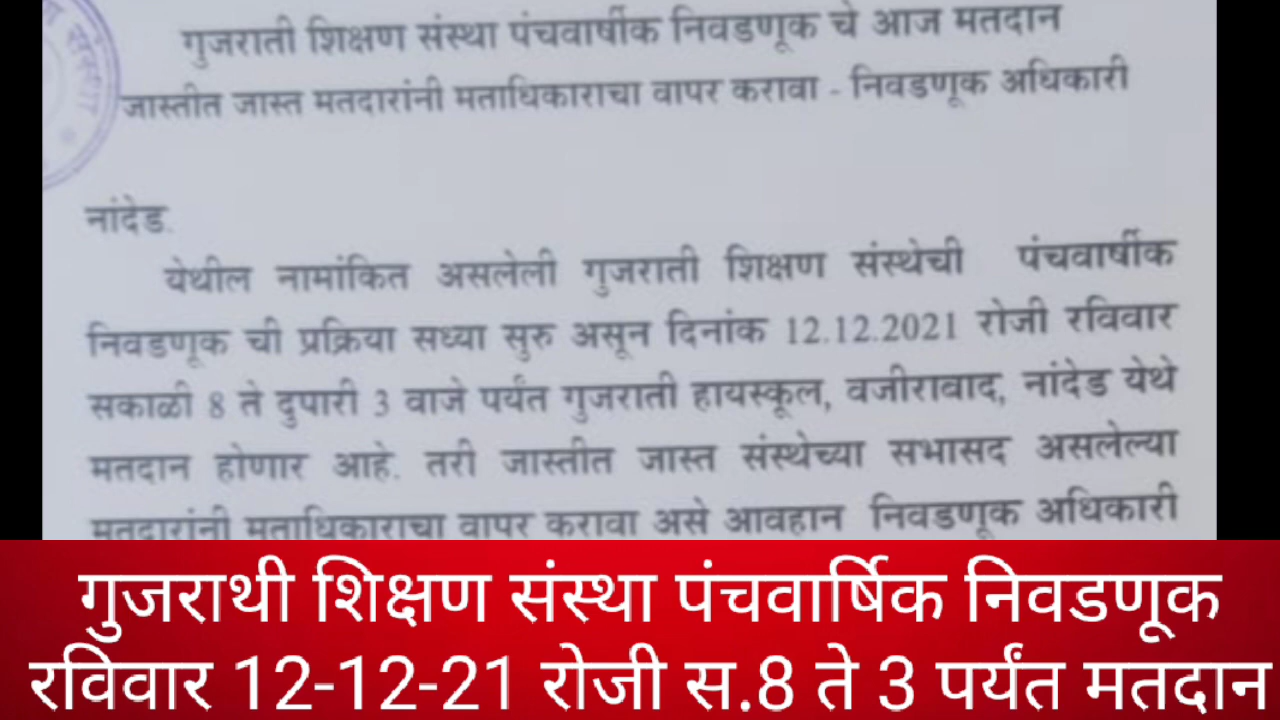 गुजराती शिक्षण संस्था पंचवार्षीक निवडणूक चे आज मतदान
जास्तीत जास्त मतदारांनी मताधिकाराचा वापर करावा - निवडणूक अधिकारी
नांदेड.
येथील नामांकित असलेली गुजराती शिक्षण संस्थेची पंचवार्षीक
निवडणूक ची प्रक्रिया सध्या सुरु असून दिनांक 12.12.2021 रोजी रविवार
सकाळी 8 ते दुपारी 3 वाजे पर्यंत गुजराती हायस्कूल, वजीराबाद, नांदेड येथे
मतदान होणार आहे. तरी जास्तीत जास्त संस्थेच्या सभासद असलेल्या
मतदारांनी मताधिकाराचा वापर करावा असे आवहान निवडणूक अधिकारी
गुजराथी शिक्षण संस्था पंचवार्षिक निवडणूक
रविवार 12-12-21 रोजी स.8 ते 3 पर्यंत मतदान